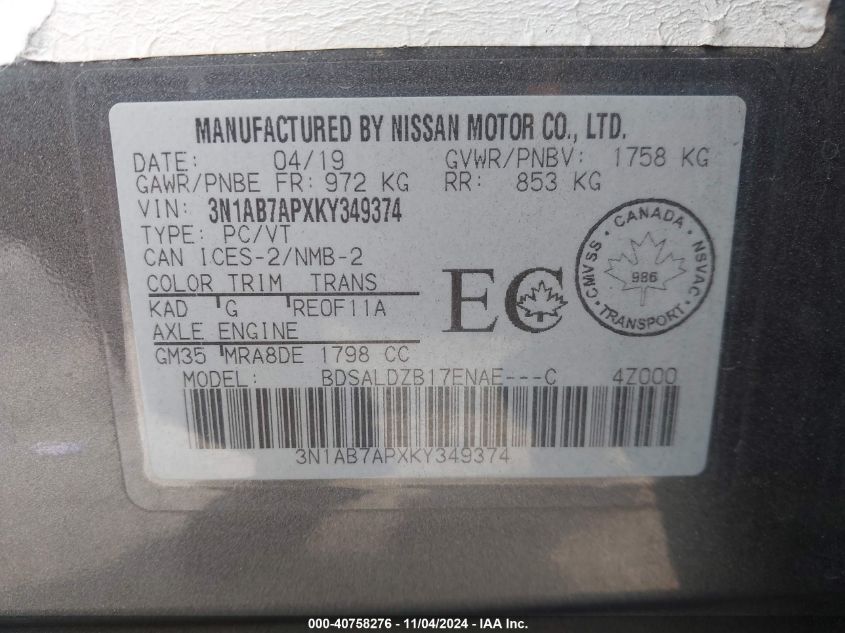 MANUFACTURED BY NISSAN MOTOR CO., LTD.
DATE: 04/19 GVWR/PNBV: 1758 KG
GAWR/PNBE FR: 972 KG RR: 853 KG
VIN: 3N1AB7APXKY349374
TYPE: PC/VT
CAN ICES-2/NMB-2
COLOR TRIM TRANS
KAD G RE0F11A
AXLE ENGINE
GM35 MRA8DE 1798 CC
EC
CANADA
CMVSS
NSVAC
986
TRANSPORT
MODEL: BDSALDZB17ENAE---C 4Z000
3N1AB7APXKY349374
000-40758276 - 11/04/2024 - IAA Inc.